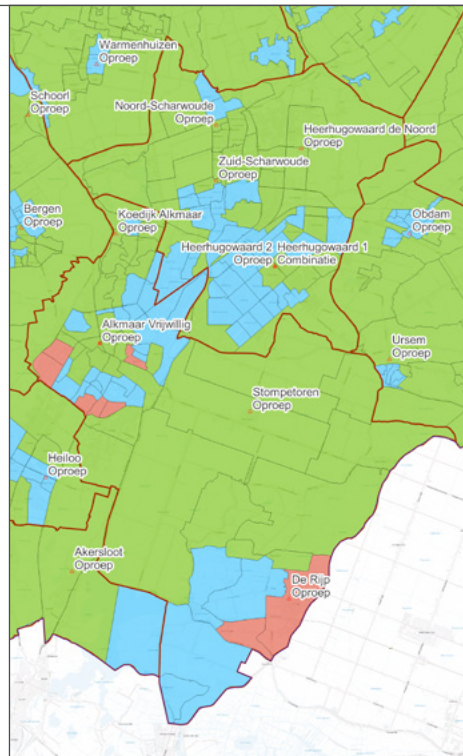 Warmenhuizen
Oproep
Schoorl
Oproep
Noord-Scharwoude
Oproep
Heerhugowaard de Noord
Oproep
Zuid-Scharwoude
Oproep
Bergen
Oproep
Koedijk Alkmaar
Oproep
Obdam
Oproep
Heerhugowaard 2
Oproep
Heerhugowaard 1
Combinatie
Alkmaar Vrijwillig
Oproep
Ursem
Oproep
Stompetoren
Oproep
Heiloo
Oproep
Akersloot
Oproep
De Rijp
Oproep